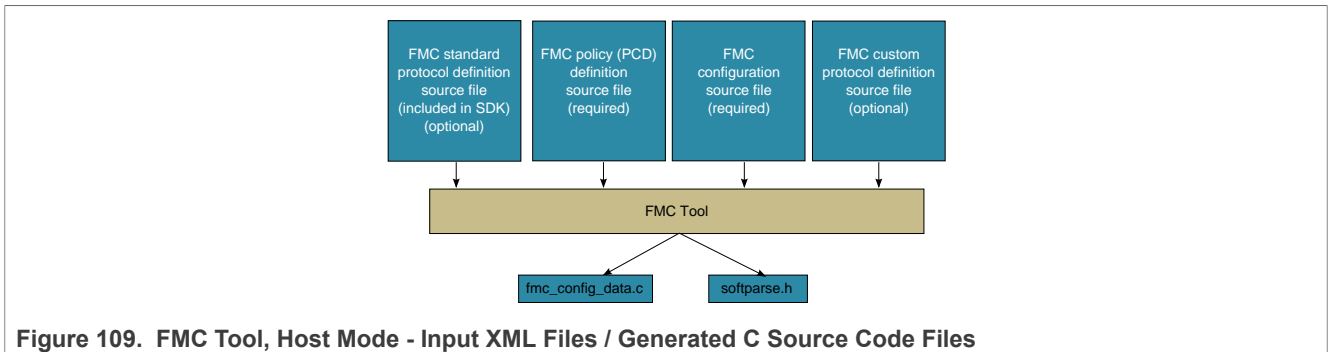 FMC standard
protocol definition
source file
(included in SDK)
(optional)
FMC policy (PCD)
definition
source file
(required)
FMC
configuration
source file
(required)
FMC custom
protocol definition
source file
(optional)
FMC Tool
fmc_config_data.c
softparse.h
Figure 109. FMC Tool, Host Mode - Input XML Files / Generated C Source Code Files